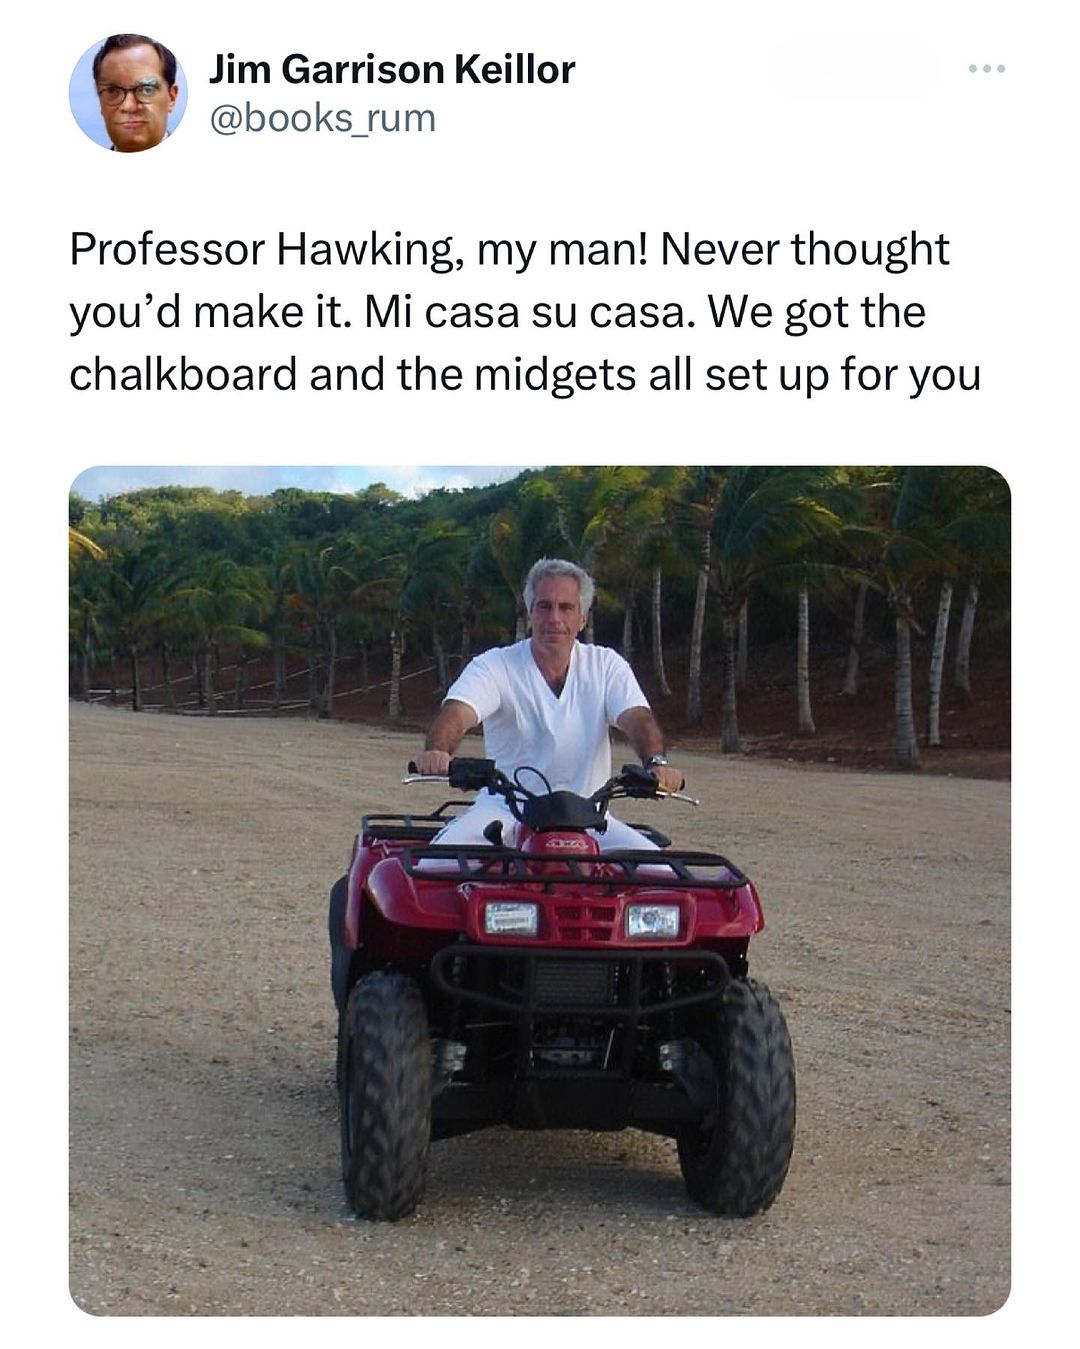 Jim Garrison Keillor
@books_rum
Professor Hawking, my man! Never thought
you’d make it. Mi casa su casa. We got the
chalkboard and the midgets all set up for you
4X4